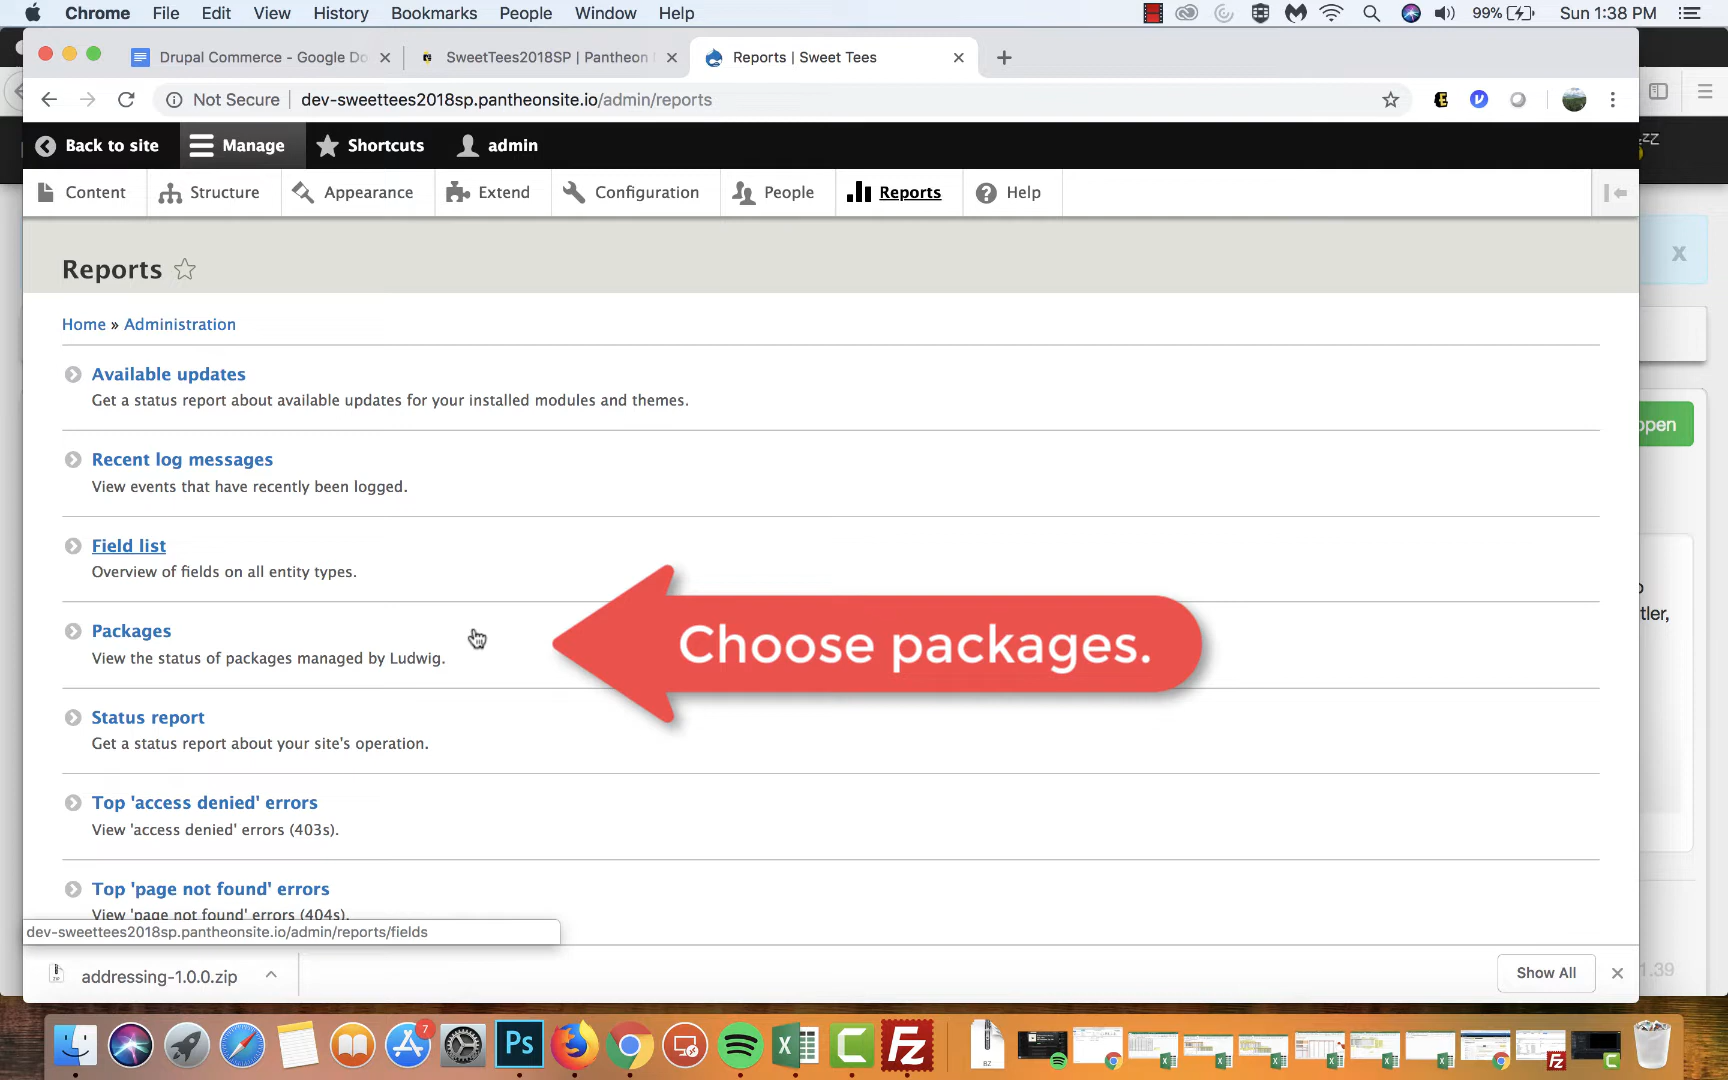 Chrome File Edit View History Bookmarks People Window Help 99% Sun 1:38 PM
Drupal Commerce - Google Do SweetTees2018SP | Pantheon Reports | Sweet Tees
Not Secure dev-sweettees2018sp.pantheonsite.io/admin/reports
Back to site Manage Shortcuts admin
Content Structure Appearance Extend Configuration People Reports Help
Reports
Home » Administration
Available updates
Get a status report about available updates for your installed modules and themes.
open
Recent log messages
View events that have recently been logged.
Field list
Overview of fields on all entity types.
tler,
Packages
View the status of packages managed by Ludwig.
Choose packages.
Status report
Get a status report about your site's operation.
Top 'access denied' errors
View 'access denied' errors (403s).
Top 'page not found' errors
View 'page not found' errors (404s).
dev-sweettees2018sp.pantheonsite.io/admin/reports/fields
addressing-1.0.0.zip Show All
1.39
7
Ps
Fz
BZ